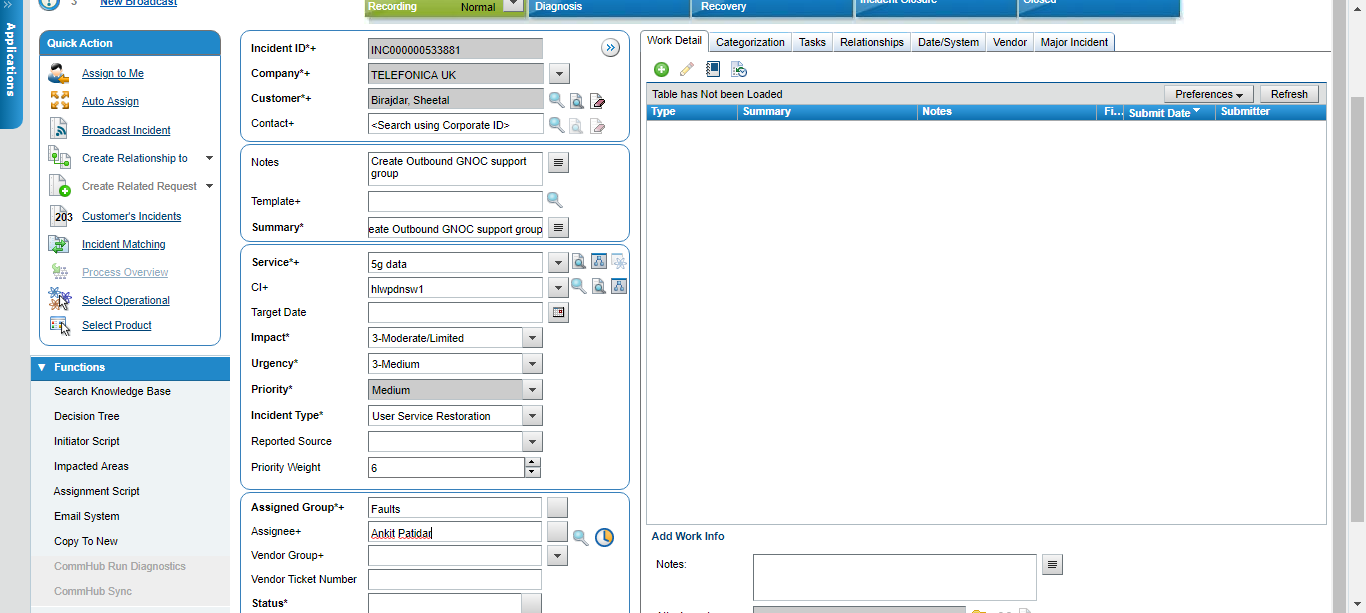 Applications
3 New Broadcast
Recording Normal
Diagnosis
Recovery
Incident Closure
Closed
Quick Action
Assign to Me
Auto Assign
Broadcast Incident
Create Relationship to
Create Related Request
203 Customer's Incidents
Incident Matching
Process Overview
Select Operational
Select Product
Functions
Search Knowledge Base
Decision Tree
Initiator Script
Impacted Areas
Assignment Script
Email System
Copy To New
CommHub Run Diagnostics
CommHub Sync
Incident ID*+ INC000000533881
Company*+ TELEFONICA UK
Customer*+ Birajdar, Sheetal
Contact+ <Search using Corporate ID>
Notes Create Outbound GNOC support
group
Template+
Summary* eate Outbound GNOC support group
Service*+ 5g data
CI+ hlwpdnsw1
Target Date
Impact* 3-Moderate/Limited
Urgency* 3-Medium
Priority* Medium
Incident Type* User Service Restoration
Reported Source
Priority Weight 6
Assigned Group*+ Faults
Assignee+ Ankit Patidar
Vendor Group+
Vendor Ticket Number
Status*
Work Detail Categorization Tasks Relationships Date/System Vendor Major Incident
Table has Not been Loaded Preferences Refresh
Type Summary Notes Fi... Submit Date Submitter
Add Work Info
Notes: